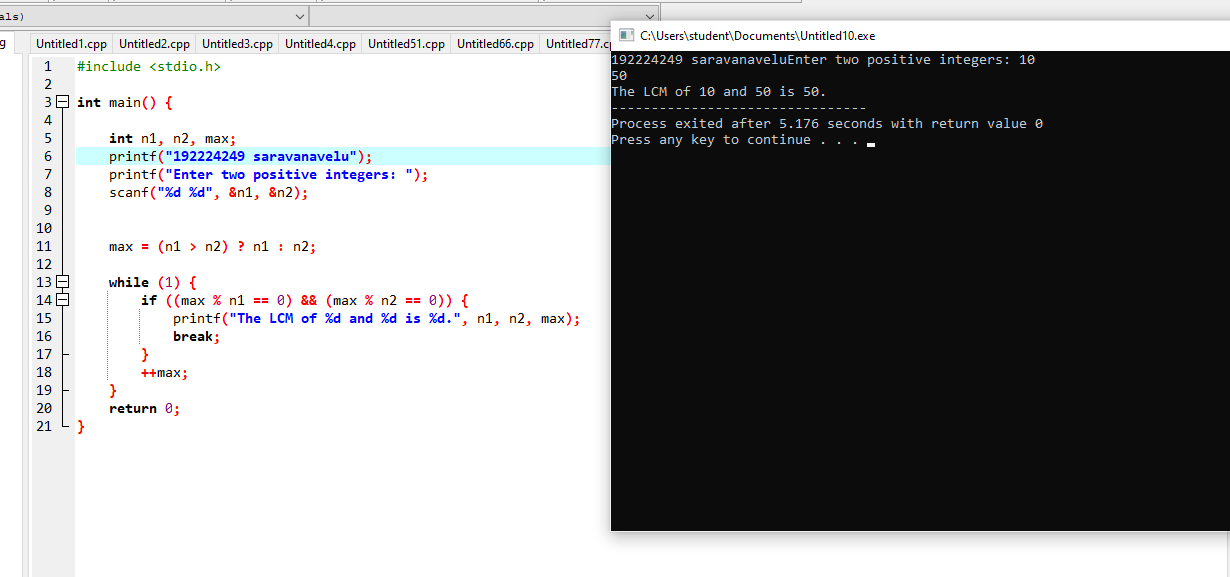 als)
g
Untitled1.cpp Untitled2.cpp Untitled3.cpp Untitled4.cpp Untitled51.cpp Untitled66.cpp Untitled77.c
1 #include <stdio.h>
2
3 int main() {
4
5 int n1, n2, max;
6 printf("192224249 saravanavelu");
7 printf("Enter two positive integers: ");
8 scanf("%d %d", &n1, &n2);
9
10
11 max = (n1 > n2) ? n1 : n2;
12
13 while (1) {
14 if ((max % n1 == 0) && (max % n2 == 0)) {
15 printf("The LCM of %d and %d is %d.", n1, n2, max);
16 break;
17 }
18 ++max;
19 }
20 return 0;
21 }
C:\Users\student\Documents\Untitled10.exe
192224249 saravanaveluEnter two positive integers: 10
50
The LCM of 10 and 50 is 50.
--------------------------------
Process exited after 5.176 seconds with return value 0
Press any key to continue . . .